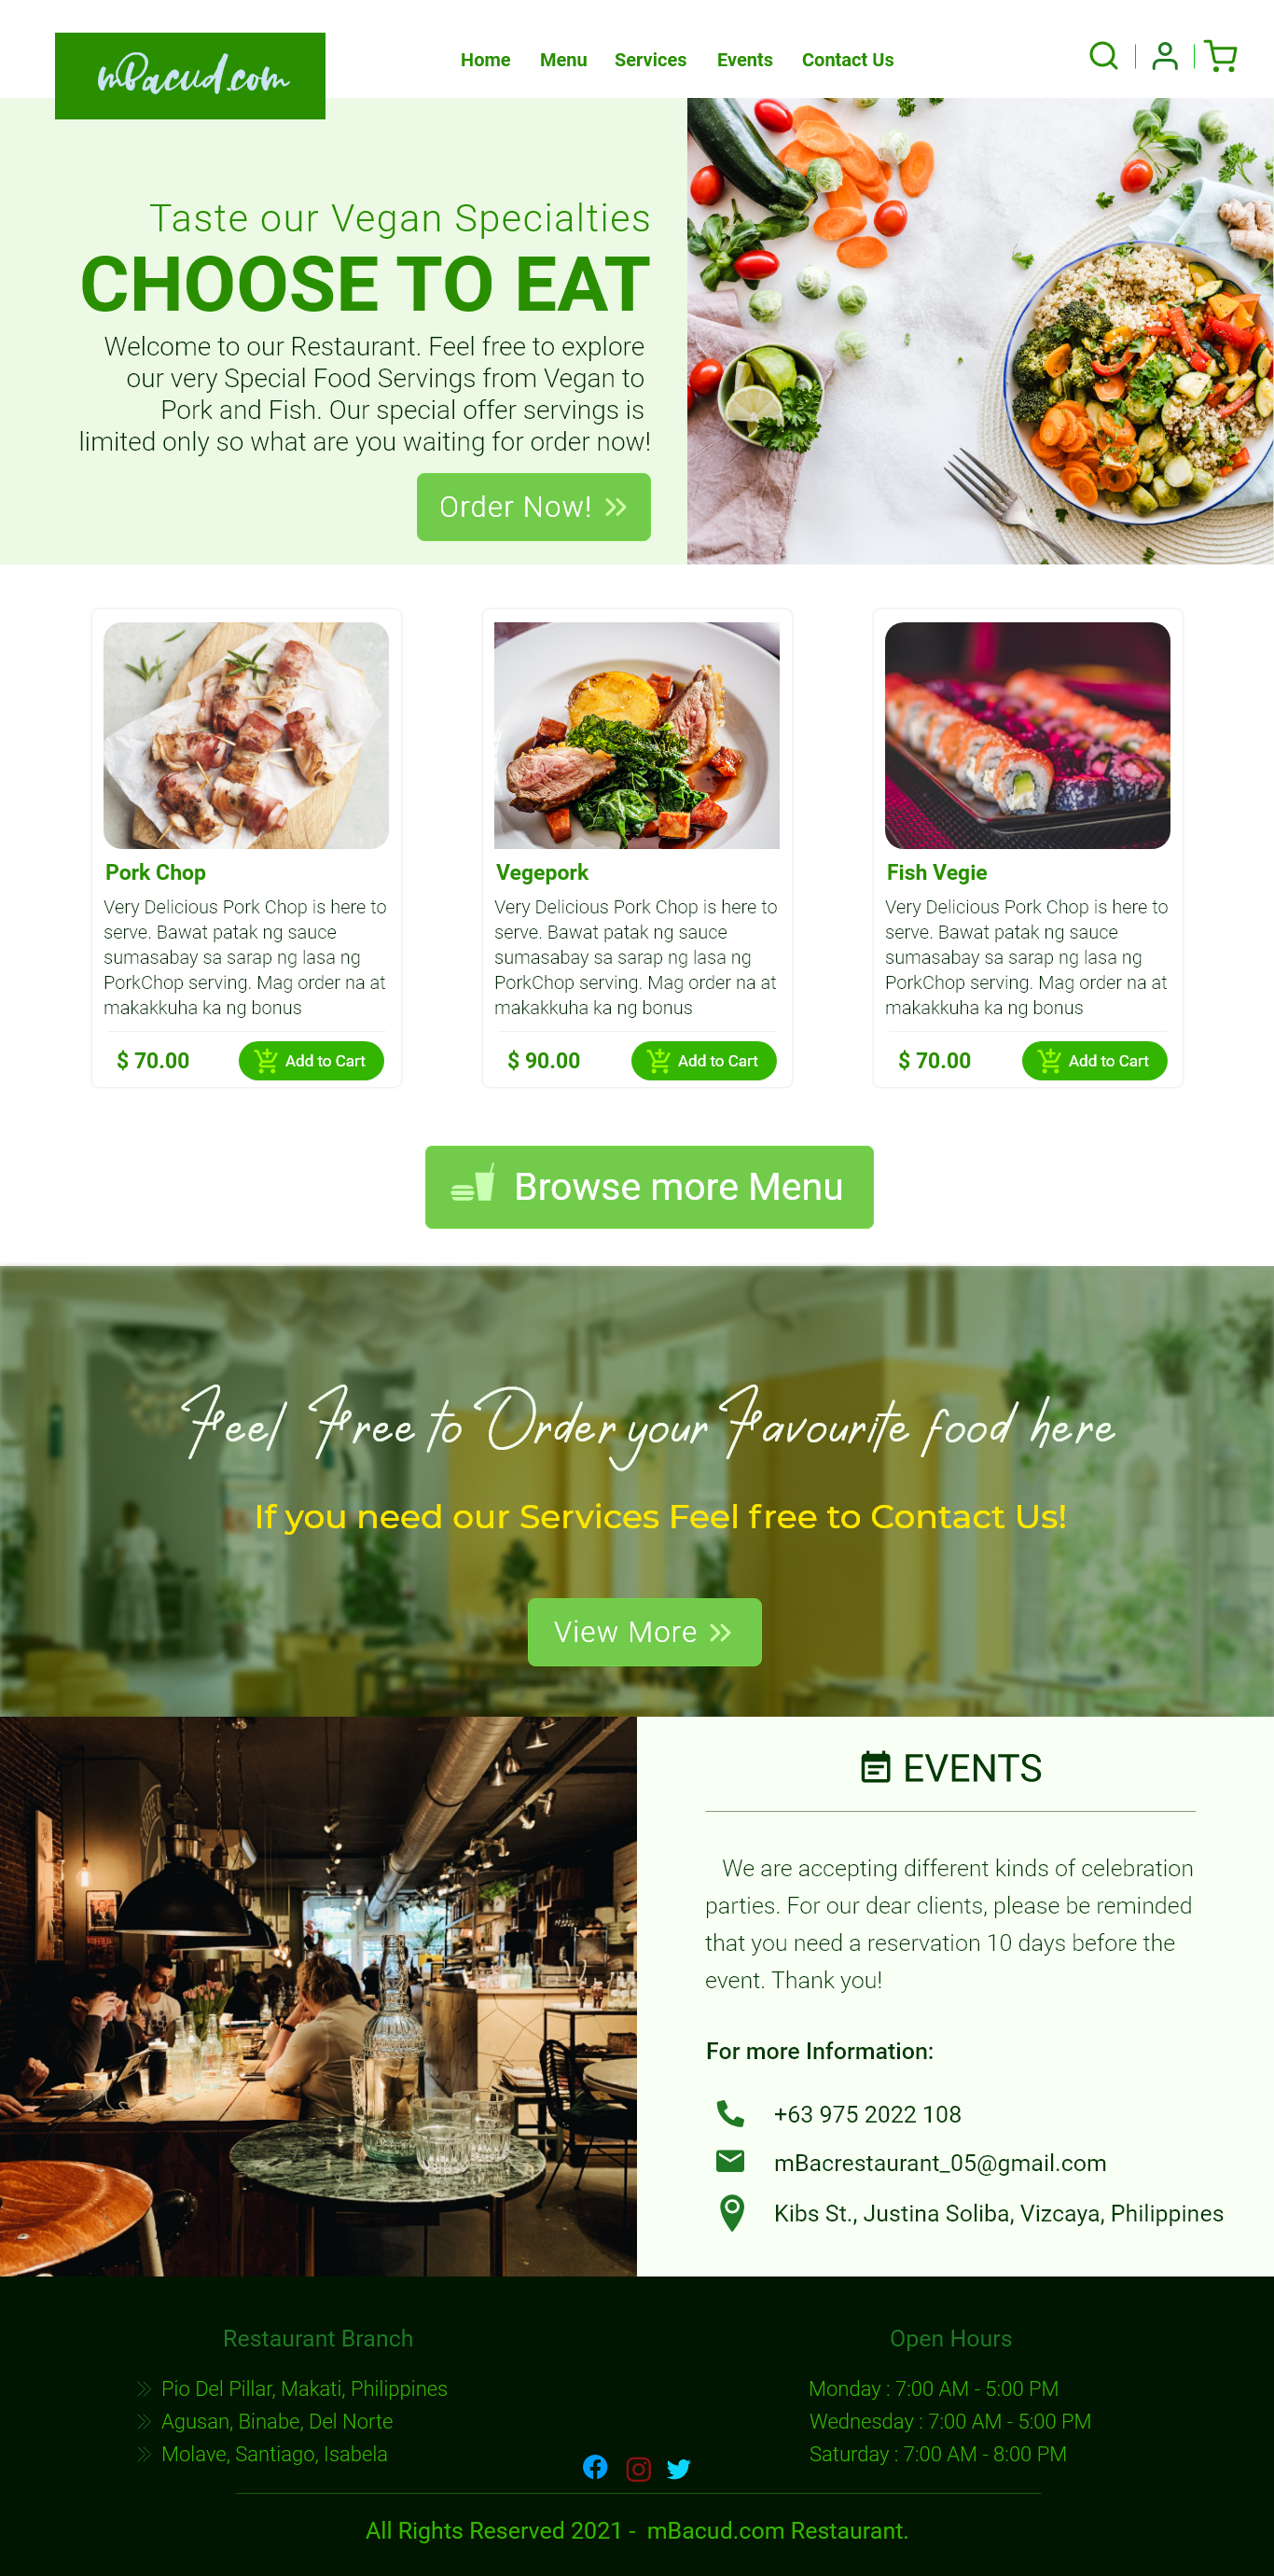 mBacud.com
Home Menu Services Events Contact Us
Taste our Vegan Specialties
CHOOSE TO EAT
Welcome to our Restaurant. Feel free to explore
our very Special Food Servings from Vegan to
Pork and Fish. Our special offer servings is
limited only so what are you waiting for order now!
Order Now!
Pork Chop
Very Delicious Pork Chop is here to
serve. Bawat patak ng sauce
sumasabay sa sarap ng lasa ng
PorkChop serving. Mag order na at
makakkuha ka ng bonus
$ 70.00 Add to Cart
Vegepork
Very Delicious Pork Chop is here to
serve. Bawat patak ng sauce
sumasabay sa sarap ng lasa ng
PorkChop serving. Mag order na at
makakkuha ka ng bonus
$ 90.00 Add to Cart
Fish Vegie
Very Delicious Pork Chop is here to
serve. Bawat patak ng sauce
sumasabay sa sarap ng lasa ng
PorkChop serving. Mag order na at
makakkuha ka ng bonus
$ 70.00 Add to Cart
Browse more Menu
Feel Free to Order your Favourite food here
If you need our Services Feel free to Contact Us!
View More
EVENTS
We are accepting different kinds of celebration
parties. For our dear clients, please be reminded
that you need a reservation 10 days before the
event. Thank you!
For more Information:
+63 975 2022 108
mBacrestaurant_05@gmail.com
Kibs St., Justina Soliba, Vizcaya, Philippines
Restaurant Branch
Pio Del Pillar, Makati, Philippines
Agusan, Binabe, Del Norte
Molave, Santiago, Isabela
Open Hours
Monday : 7:00 AM - 5:00 PM
Wednesday : 7:00 AM - 5:00 PM
Saturday : 7:00 AM - 8:00 PM
All Rights Reserved 2021 - mBacud.com Restaurant.